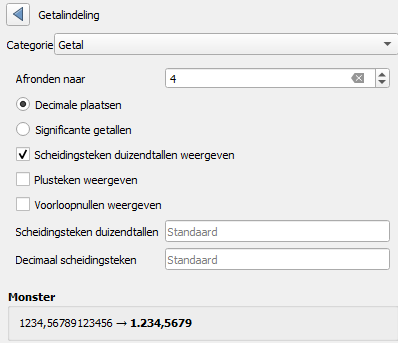 Getalindeling
Categorie Getal
Afronden naar 4
Decimale plaatsen
Significante getallen
Scheidingsteken duizendtallen weergeven
Plusteken weergeven
Voorloopnullen weergeven
Scheidingsteken duizendtallen Standaard
Decimaal scheidingsteken Standaard
Monster
1234,56789123456 → 1.234,5679